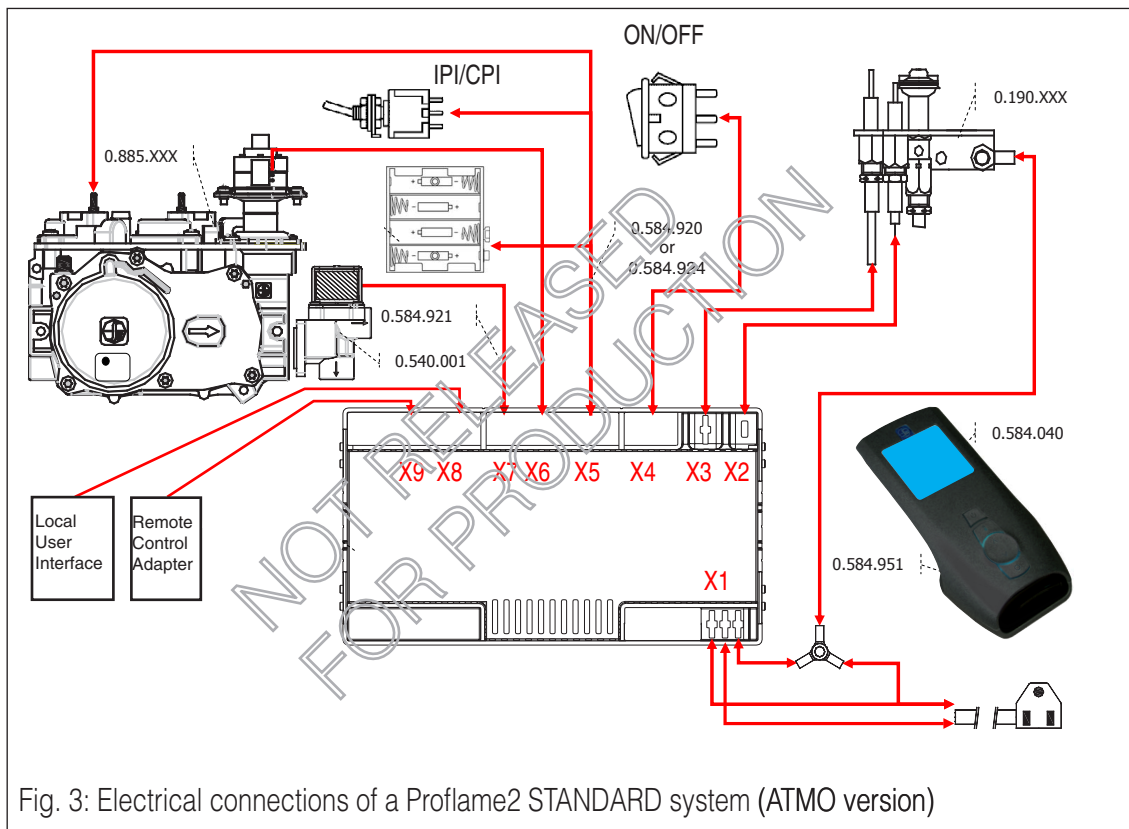 ON/OFF
IPI/CPI
0.190.XXX
0.885.XXX
0.584.920
or
0.584.924
0.584.921
0.540.001
0.584.040
X9 X8 X7 X6 X5 X4 X3 X2
Local
User
Interface
Remote
Control
Adapter
0.584.951
X1
NOT RELEASED
FOR PRODUCTION
Fig. 3: Electrical connections of a Proflame2 STANDARD system (ATMO version)